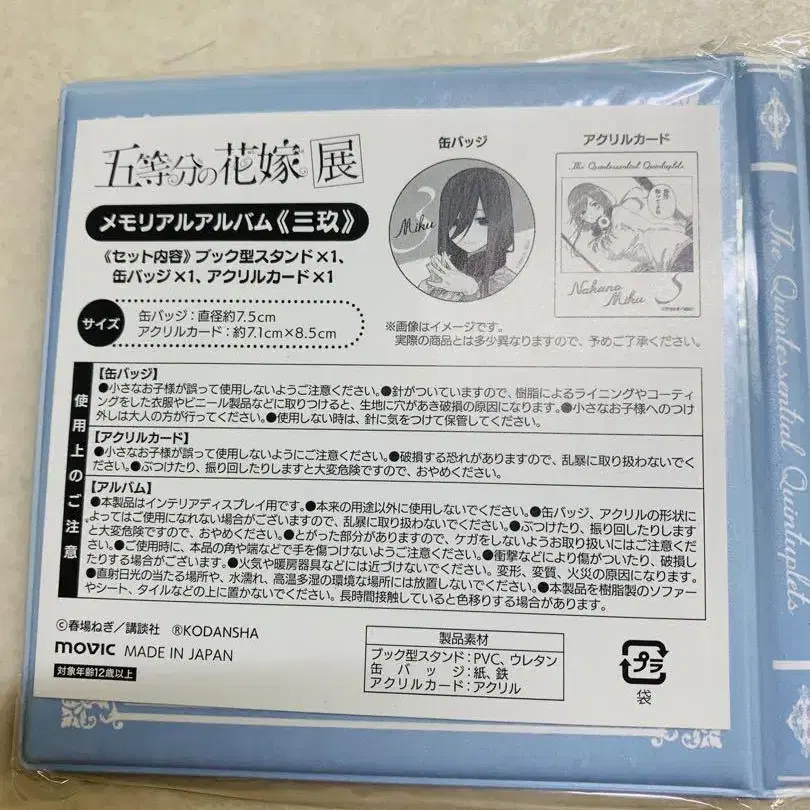 五等分の花嫁 展
メモリアルアルバム《三玖》
《セット内容》ブック型スタンド×1、
缶バッジ×1、アクリルカード×1
サイズ
缶バッジ:直径約7.5cm
アクリルカード:約7.1cm×8.5cm
缶バッジ
Miku
アクリルカード
The Quintessential Quintuplets
Nakano
Miku
※画像はイメージです。
実際の商品とは多少異なりますので、予めご了承ください。
使用上のご注意
【缶バッジ】
●小さなお子様が誤って使用しないようご注意ください。●針がついていますので、樹脂によるライニングやコーティ
ングをした衣服やビニール製品などに取りつけると、生地に穴があき破損の原因になります。●小さなお子様へのつけ
外しは大人の方が行ってください。●使用しない時は、針に気をつけて保管してください。
【アクリルカード】
●小さなお子様が誤って使用しないようにご注意ください。●破損する恐れがありますので、乱暴に取り扱わないでく
ださい。●ぶつけたり、振り回したりしますと大変危険ですので、おやめください。
【アルバム】
●本製品はインテリアディスプレイ用です。●本来の用途以外に使用しないでください。●缶バッジ、アクリルの形状に
よってはご使用になれない場合がございますので、乱暴に取り扱わないでください。●ぶつけたり、振り回したりします
と大変危険ですので、おやめください。●とがった部分がありますので、ケガをしないようお取り扱いにはご注意くださ
い。●ご使用時に、本品の角や端などで手を傷つけないようご注意ください。●衝撃などにより傷がついたり、破損し
たりする場合がございます。●火気や暖房器具などには近づけないでください。変形、変質、火災の原因になります。
●直射日光の当たる場所や、水濡れ、高温多湿の環境な場所には放置しないでください。●本製品を樹脂製のソファー
やシート、タイルなどの上に置かないでください。長時間接触していると色移りする場合があります。
©春場ねぎ/講談社 ®KODANSHA
movic MADE IN JAPAN
対象年齢12歳以上
製品素材
ブック型スタンド:PVC、ウレタン
缶バッジ:紙、鉄
アクリルカード:アクリル
プラ
袋
The Quintessential Quintuplets